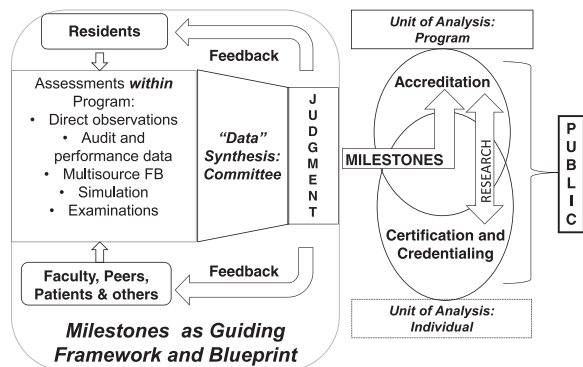 Residents
Feedback
Assessments within
Program:
• Direct observations
• Audit and
performance data
• Multisource FB
• Simulation
• Examinations
"Data"
Synthesis:
Committee
JUDGMENT
Faculty, Peers,
Patients & others
Feedback
Milestones as Guiding
Framework and Blueprint
Unit of Analysis:
Program
Accreditation
MILESTONES
RESEARCH
Certification and
Credentialing
Unit of Analysis:
Individual
PUBLIC